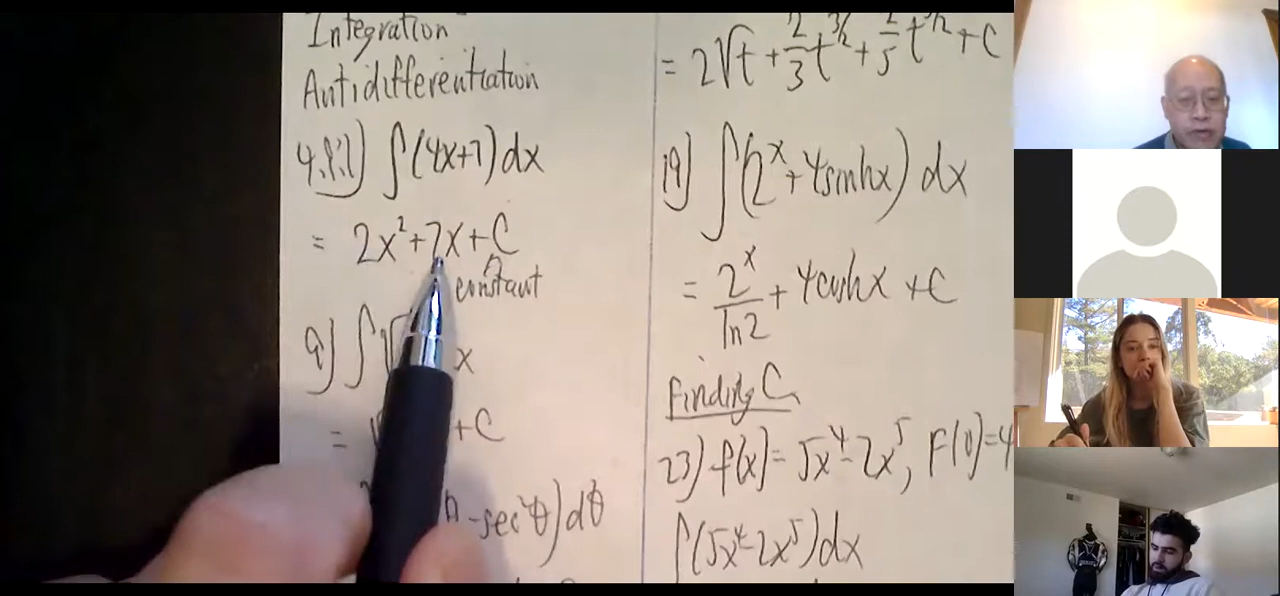 Integration
Antidifferentiation
4.9.1) ∫(4x+7)dx
= 2x²+7x+C
constant
9) ∫√ x
= +C
-sec²θ)dθ
= 2√t + 2/3 t^3/2 + 2/5 t^5/2 + C
19) ∫(2^x+4sinhx) dx
= 2^x/ln2 + 4coshx + C
Finding C
23) f(x) = 5x⁴-2x⁵, F(0)=4
∫(5x⁴-2x⁵)dx